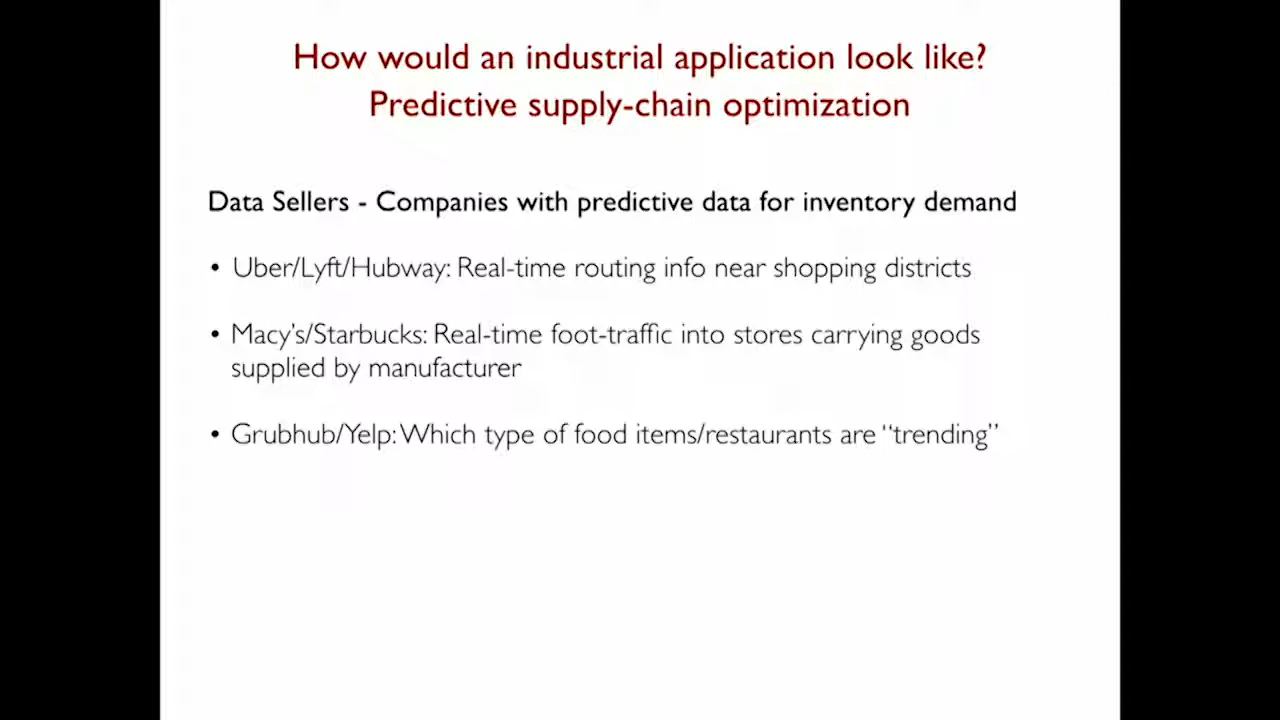 How would an industrial application look like?
Predictive supply-chain optimization
Data Sellers - Companies with predictive data for inventory demand
• Uber/Lyft/Hubway: Real-time routing info near shopping districts
• Macy's/Starbucks: Real-time foot-traffic into stores carrying goods
supplied by manufacturer
• Grubhub/Yelp: Which type of food items/restaurants are “trending”